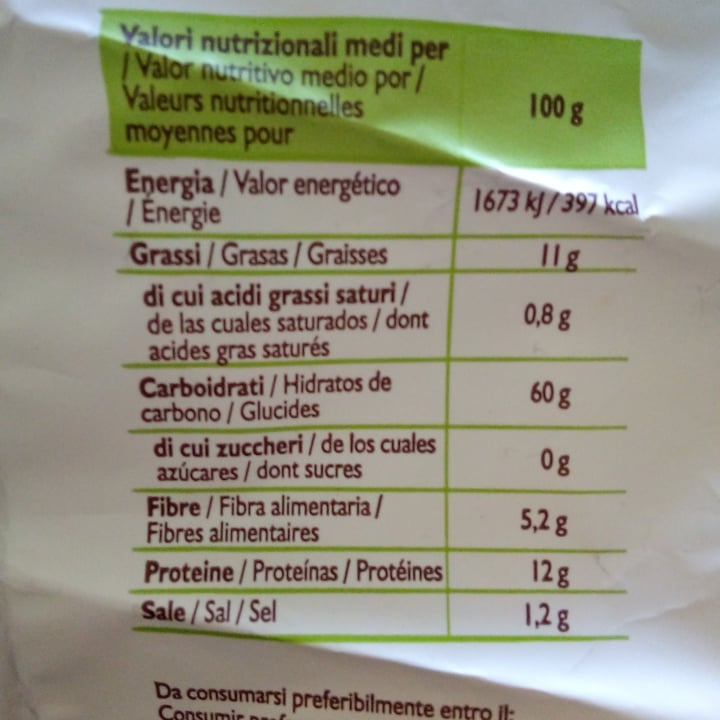 Valori nutrizionali medi per
/ Valor nutritivo medio por /
Valeurs nutritionnelles
moyennes pour
100 g
Energia / Valor energético
/ Énergie
1673 kJ / 397 kcal
Grassi / Grasas / Graisses
11 g
di cui acidi grassi saturi /
de las cuales saturados / dont
acides gras saturés
0,8 g
Carboidrati / Hidratos de
carbono / Glucides
60 g
di cui zuccheri / de los cuales
azúcares / dont sucres
0 g
Fibre / Fibra alimentaria /
Fibres alimentaires
5,2 g
Proteine / Proteínas / Protéines
12 g
Sale / Sal / Sel
1,2 g
Da consumarsi preferibilmente entro il:
Consumir